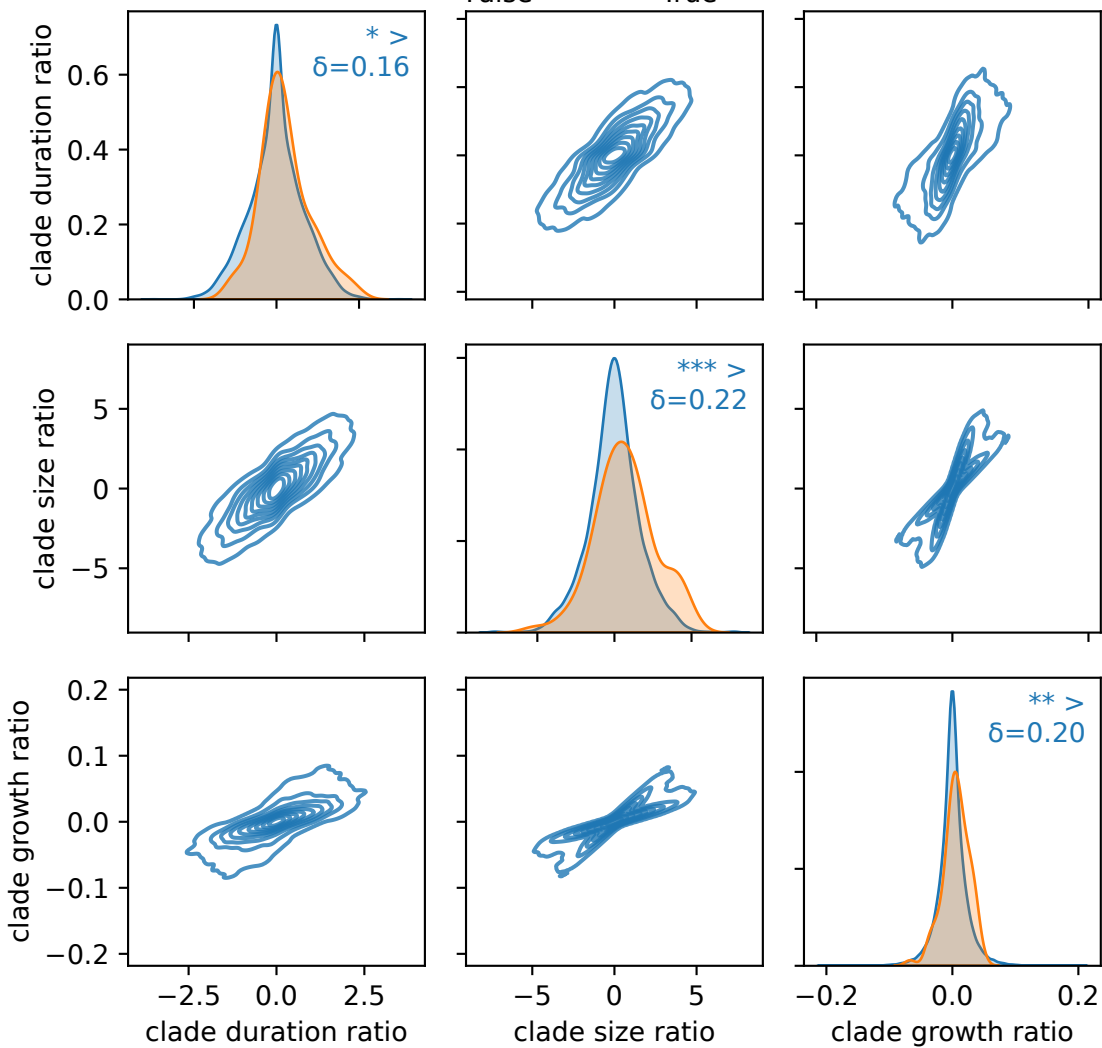 clade duration ratio
0.6
0.4
0.2
0.0
* >
δ=0.16
clade size ratio
5
0
−5
*** >
δ=0.22
clade growth ratio
0.2
0.1
0.0
−0.1
−0.2
** >
δ=0.20
−2.5 0.0 2.5
−5 0 5
−0.2 0.0 0.2
clade duration ratio
clade size ratio
clade growth ratio